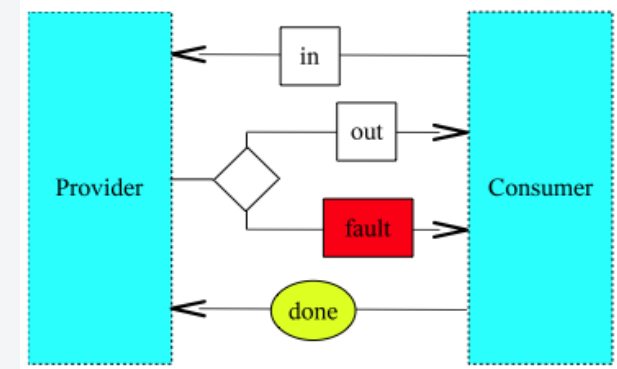 in
out
Provider
Consumer
fault
done